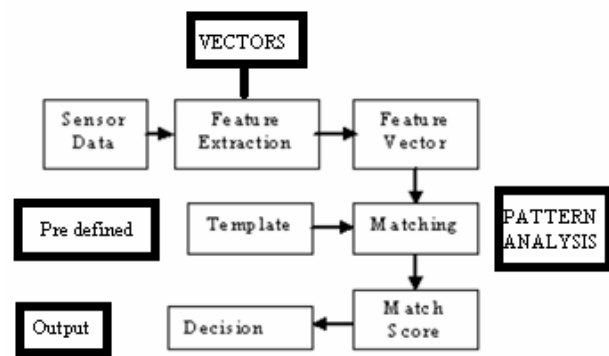 VECTORS
Sensor
Data
Feature
Extraction
Feature
Vector
Pre defined
Template
Matching
PATTERN
ANALYSIS
Output
Decision
Match
Score